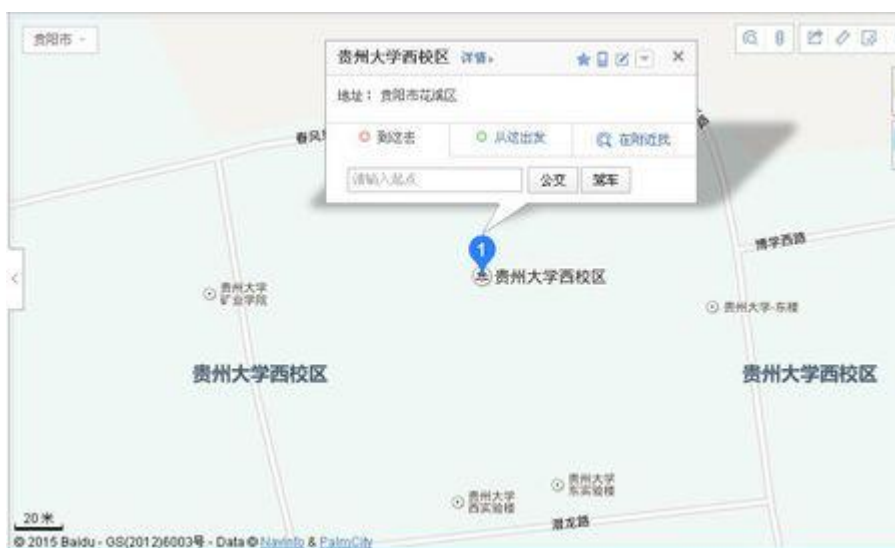 贵阳市
贵州大学西校区 详情»
地址： 贵阳市花溪区
到这去 从这出发 在附近找
请输入起点 公交 驾车
春风
博学西路
1
贵州大学西校区
贵州大学
矿业学院
贵州大学-东楼
贵州大学西校区
贵州大学西校区
贵州大学
东实验楼
贵州大学
西实验楼
潜龙路
20 米
© 2015 Baidu - GS(2012)6003号 - Data © NavInfo & PalmCity